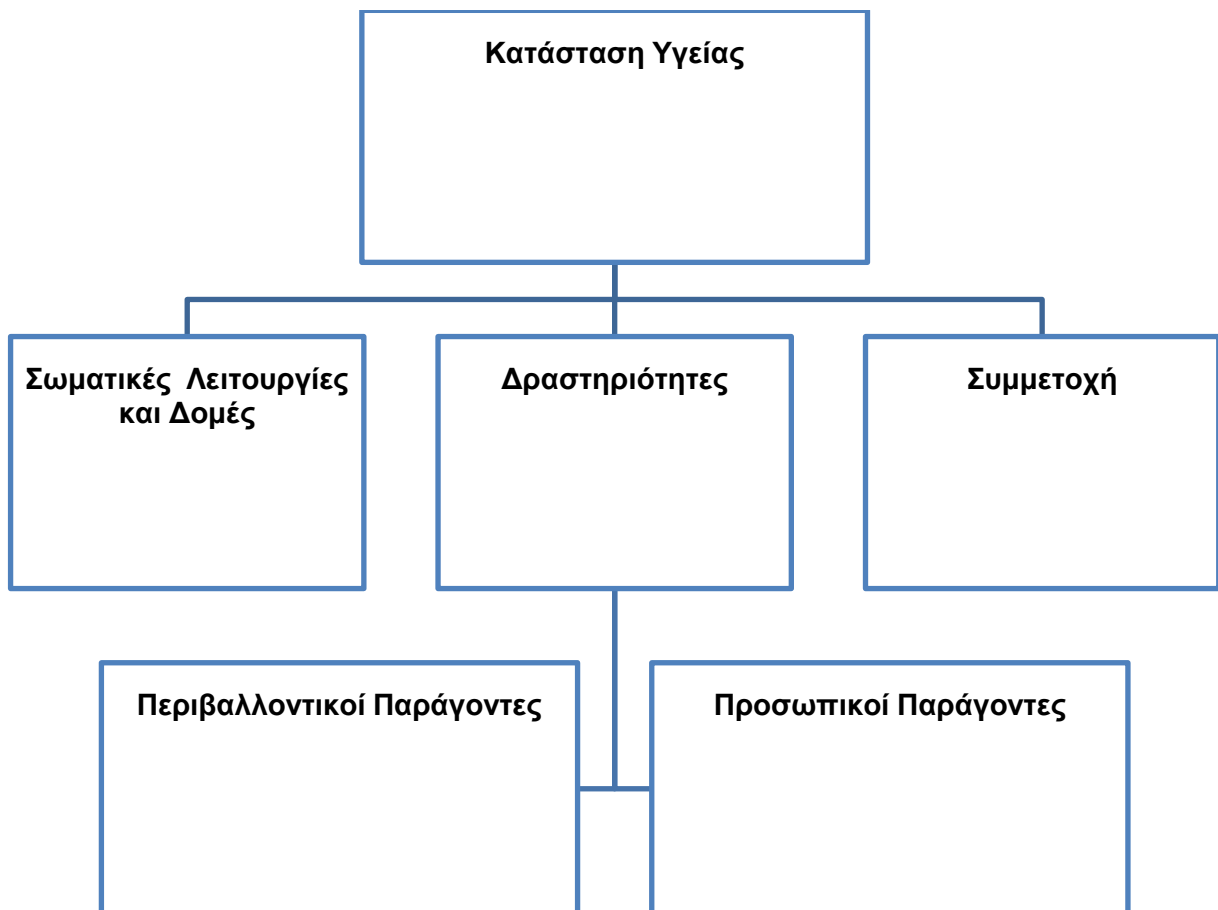 Κατάσταση Υγείας
Σωματικές Λειτουργίες
και Δομές
Δραστηριότητες
Συμμετοχή
Περιβαλλοντικοί Παράγοντες
Προσωπικοί Παράγοντες